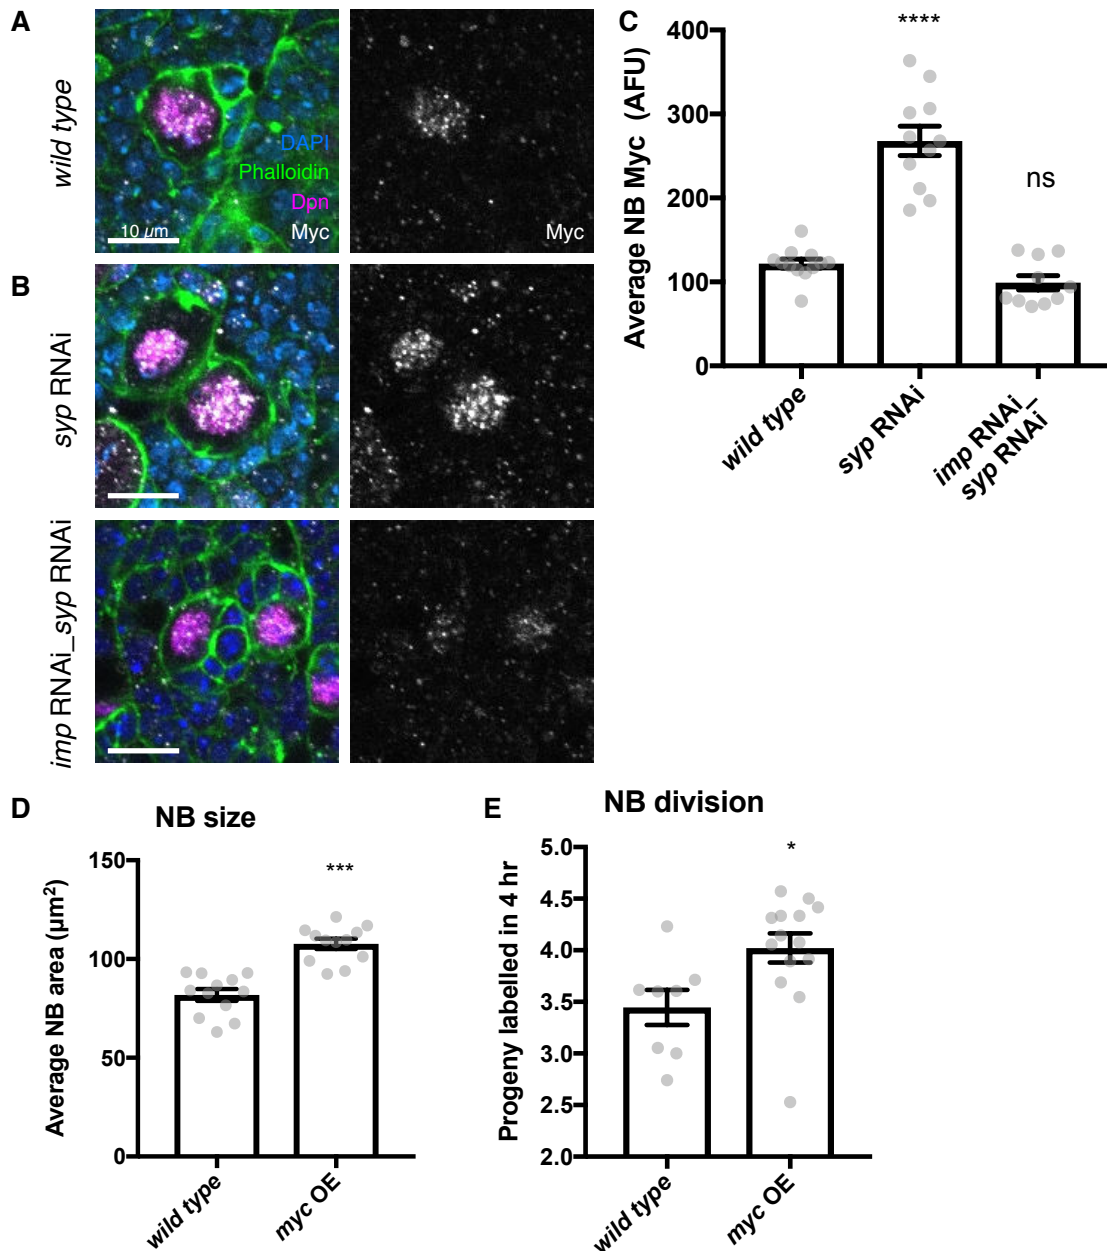 A
wild type
DAPI
Phalloidin
Dpn
Myc
10 µm
Myc
B
syp RNAi
imp RNAi_syp RNAi
C
Average NB Myc (AFU)
400
300
200
100
0
****
ns
wild type
syp RNAi
imp RNAi_
syp RNAi
D
NB size
Average NB area (µm²)
150
100
50
0
***
wild type
myc OE
E
NB division
Progeny labelled in 4 hr
5.0
4.5
4.0
3.5
3.0
2.5
2.0
*
wild type
myc OE